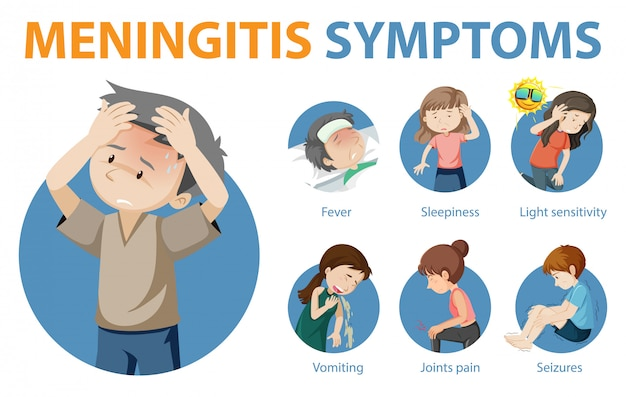 MENINGITIS SYMPTOMS
Fever
Sleepiness
Light sensitivity
Vomiting
Joints pain
Seizures